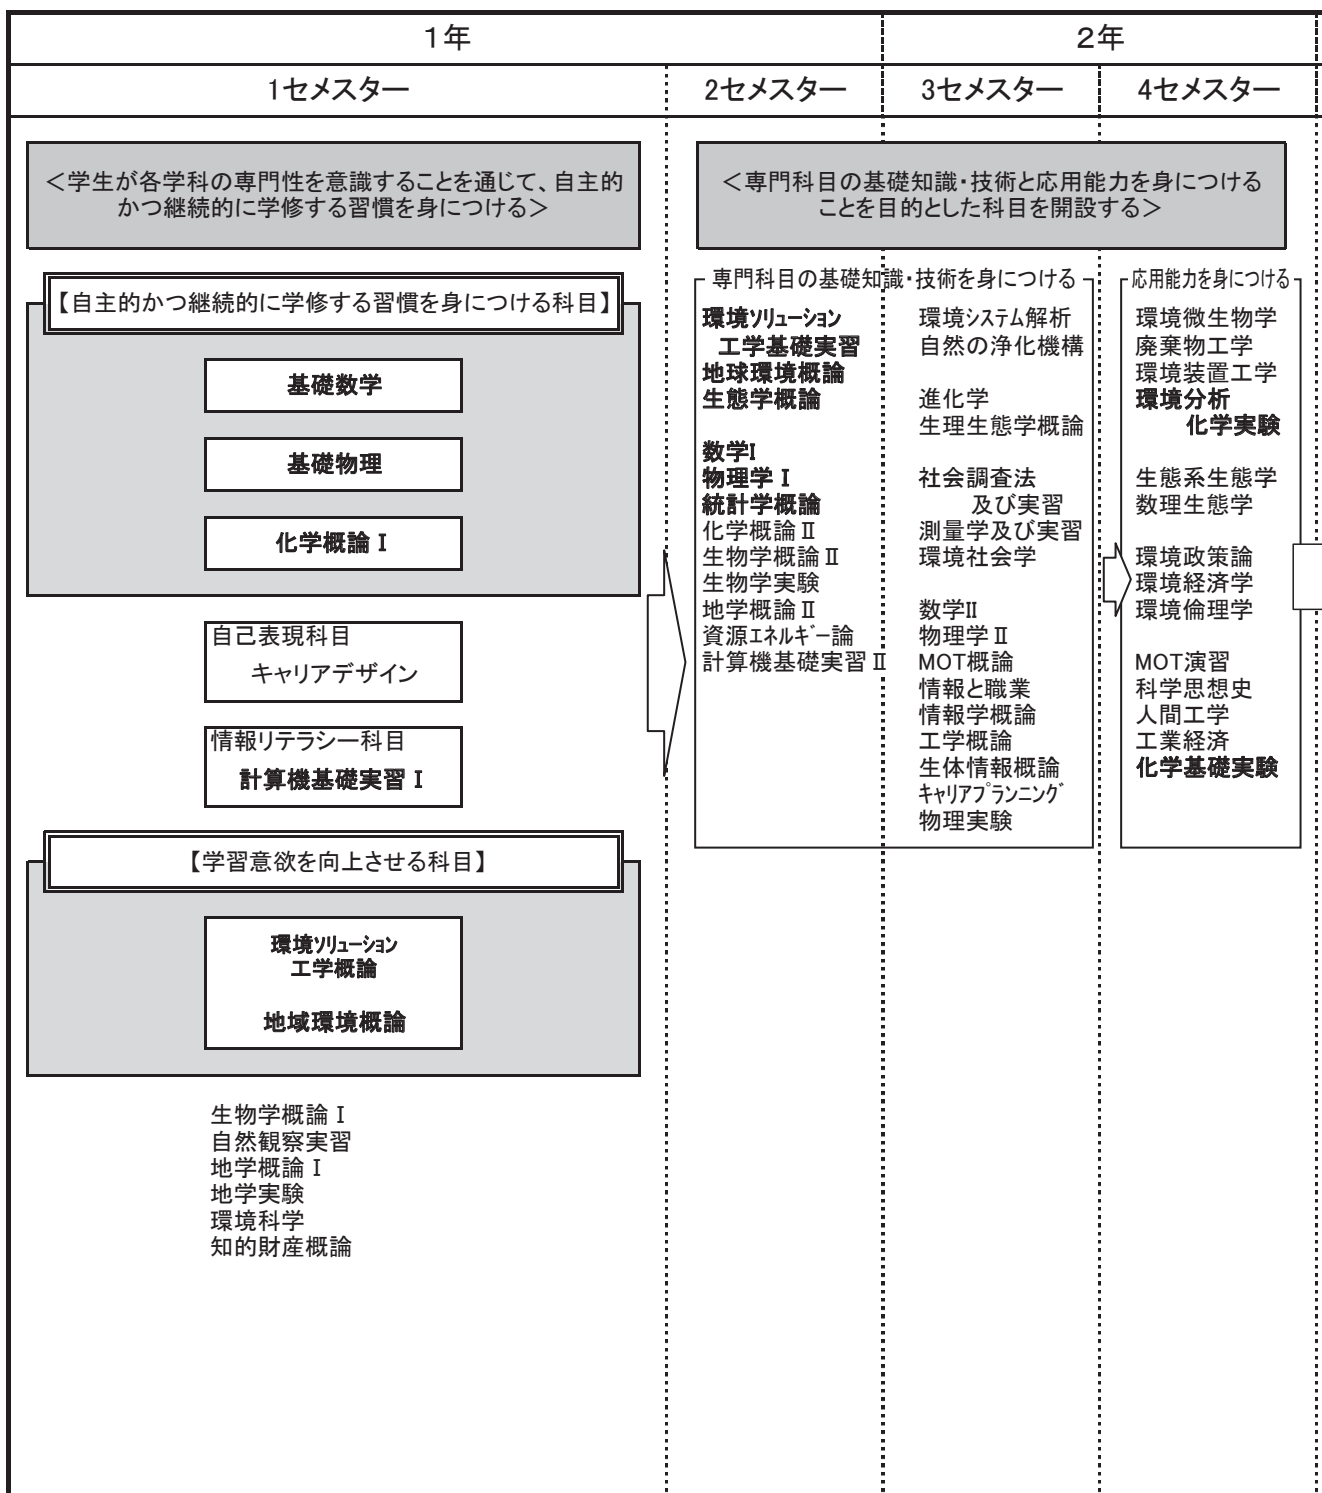 １年
２年
1セメスター
2セメスター
3セメスター
4セメスター
＜学生が各学科の専門性を意識することを通じて、自主的
かつ継続的に学修する習慣を身につける＞
＜専門科目の基礎知識・技術と応用能力を身につける
ことを目的とした科目を開設する＞
【自主的かつ継続的に学修する習慣を身につける科目】
基礎数学
基礎物理
化学概論Ⅰ
自己表現科目
キャリアデザイン
情報リテラシー科目
計算機基礎実習Ⅰ
【学習意欲を向上させる科目】
環境ｿﾘｭｰｼｮﾝ
工学概論
地域環境概論
生物学概論Ⅰ
自然観察実習
地学概論Ⅰ
地学実験
環境科学
知的財産概論
専門科目の基礎知識・技術を身につける
環境ｿﾘｭｰｼｮﾝ
工学基礎実習
地球環境概論
生態学概論
数学I
物理学Ⅰ
統計学概論
化学概論Ⅱ
生物学概論Ⅱ
生物学実験
地学概論Ⅱ
資源ｴﾈﾙｷﾞｰ論
計算機基礎実習Ⅱ
環境ｼｽﾃﾑ解析
自然の浄化機構
進化学
生理生態学概論
社会調査法
及び実習
測量学及び実習
環境社会学
数学II
物理学Ⅱ
MOT概論
情報と職業
情報学概論
工学概論
生体情報概論
ｷｬﾘｱﾌﾟﾗﾝﾆﾝｸﾞ
物理実験
応用能力を身につける
環境微生物学
廃棄物工学
環境装置工学
環境分析
化学実験
生態系生態学
数理生態学
環境政策論
環境経済学
環境倫理学
MOT演習
科学思想史
人間工学
工業経済
化学基礎実験